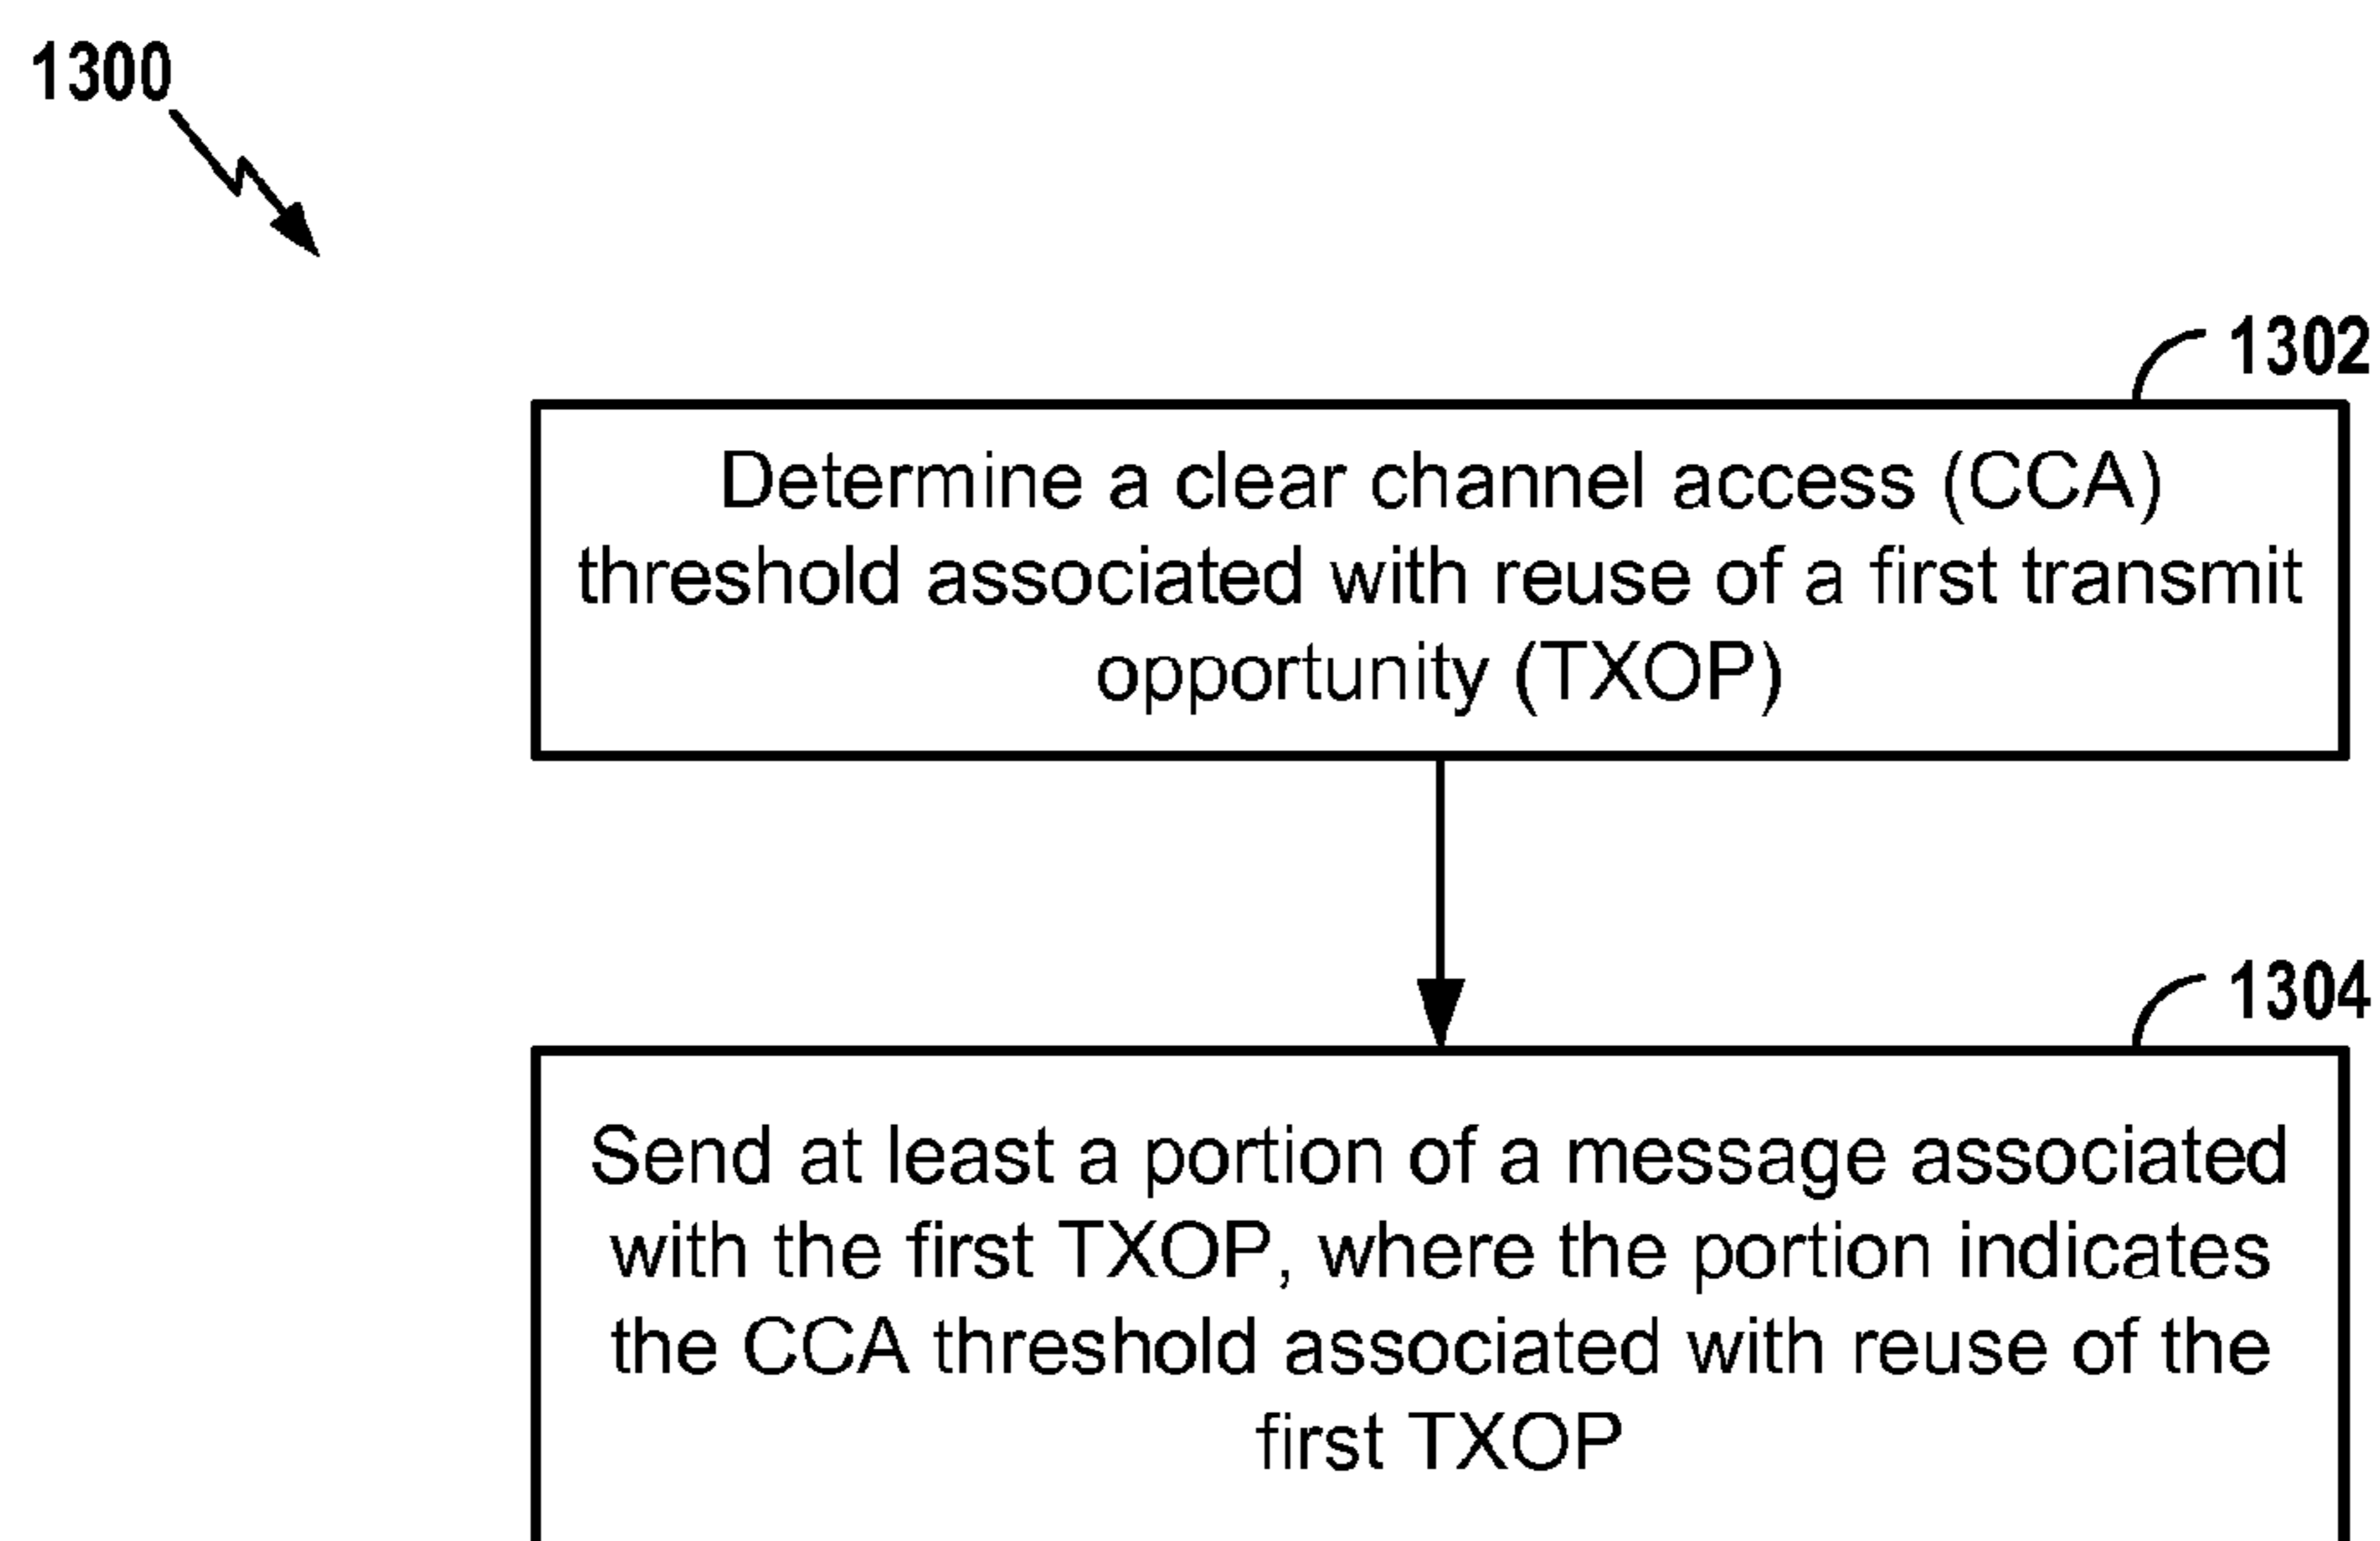 1300
1302
Determine a clear channel access (CCA)
threshold associated with reuse of a first transmit
opportunity (TXOP)
1304
Send at least a portion of a message associated
with the first TXOP, where the portion indicates
the CCA threshold associated with reuse of the
first TXOP